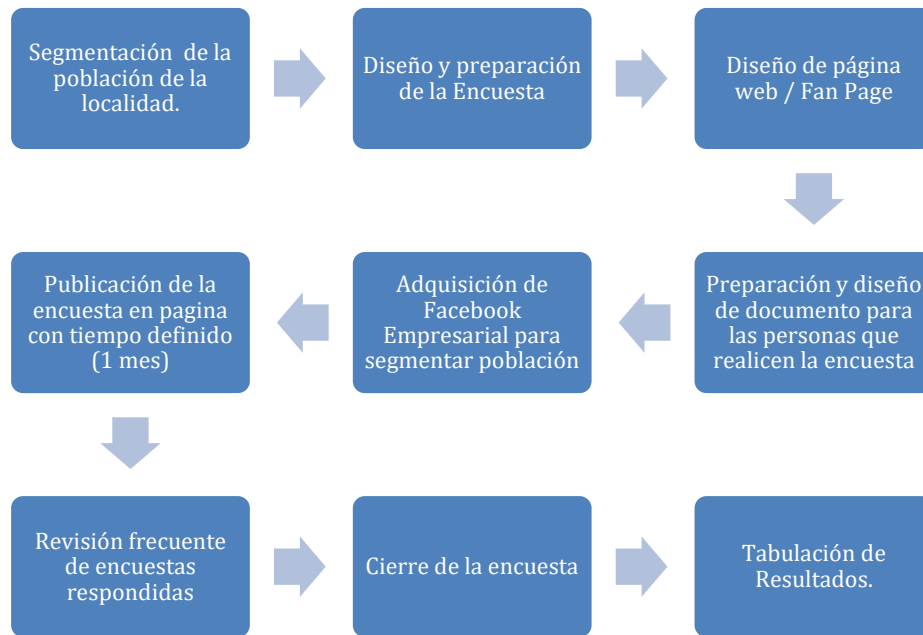 Segmentación de la
población de la
localidad.
Diseño y preparación
de la Encuesta
Diseño de página
web / Fan Page
Preparación y diseño
de documento para
las personas que
realicen la encuesta
Adquisición de
Facebook
Empresarial para
segmentar población
Publicación de la
encuesta en pagina
con tiempo definido
(1 mes)
Revisión frecuente
de encuestas
respondidas
Cierre de la encuesta
Tabulación de
Resultados.